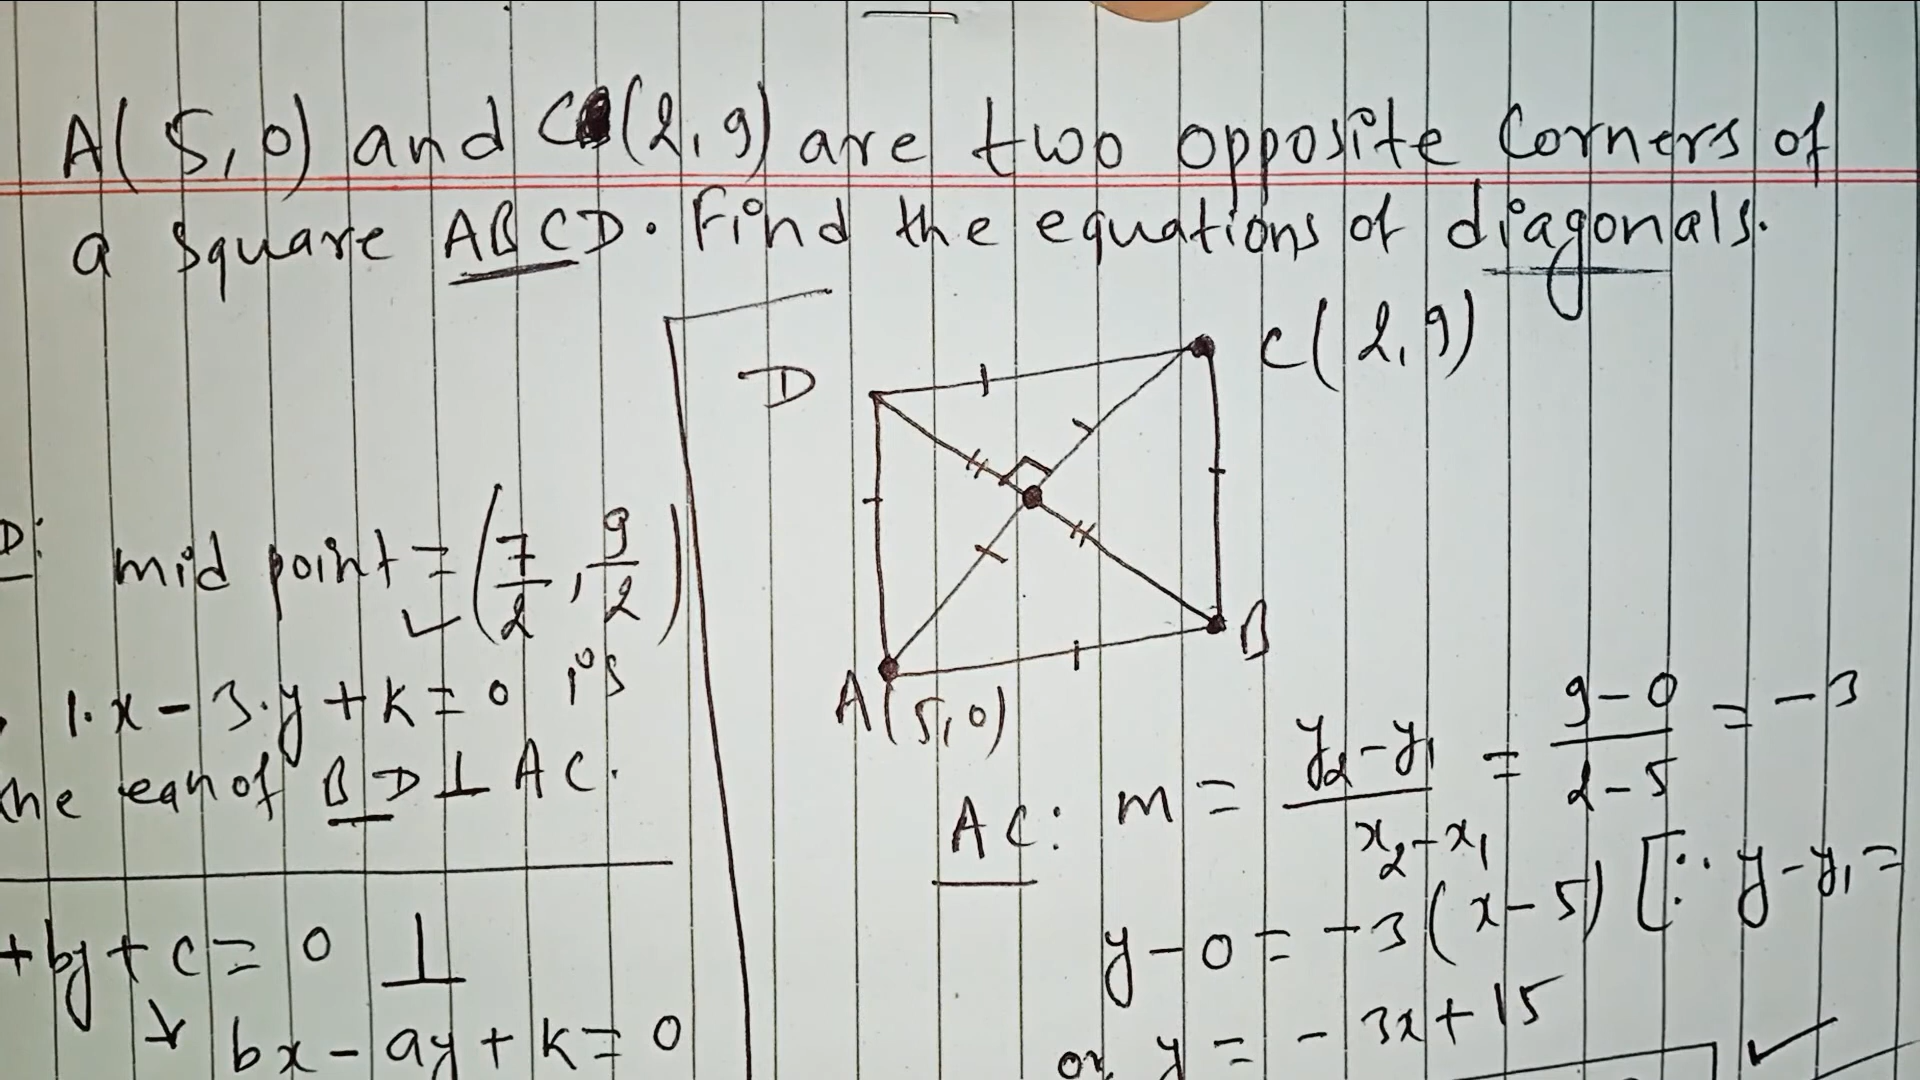 A(5,0) and C(2,9) are two opposite corners of
a square ABCD. Find the equations of diagonals.
D
C(2,9)
B
A(5,0)
D: mid point = (7/2, 9/2)
1.x - 3.y + k = 0 is
the eqn of BD ⊥ AC.
+by + c = 0 ⊥
bx - ay + k = 0
AC: m = y2-y1/x2-x1 = 9-0/2-5 = -3
y-0 = -3(x-5) [∵ y-y1 =
or y = -3x+15